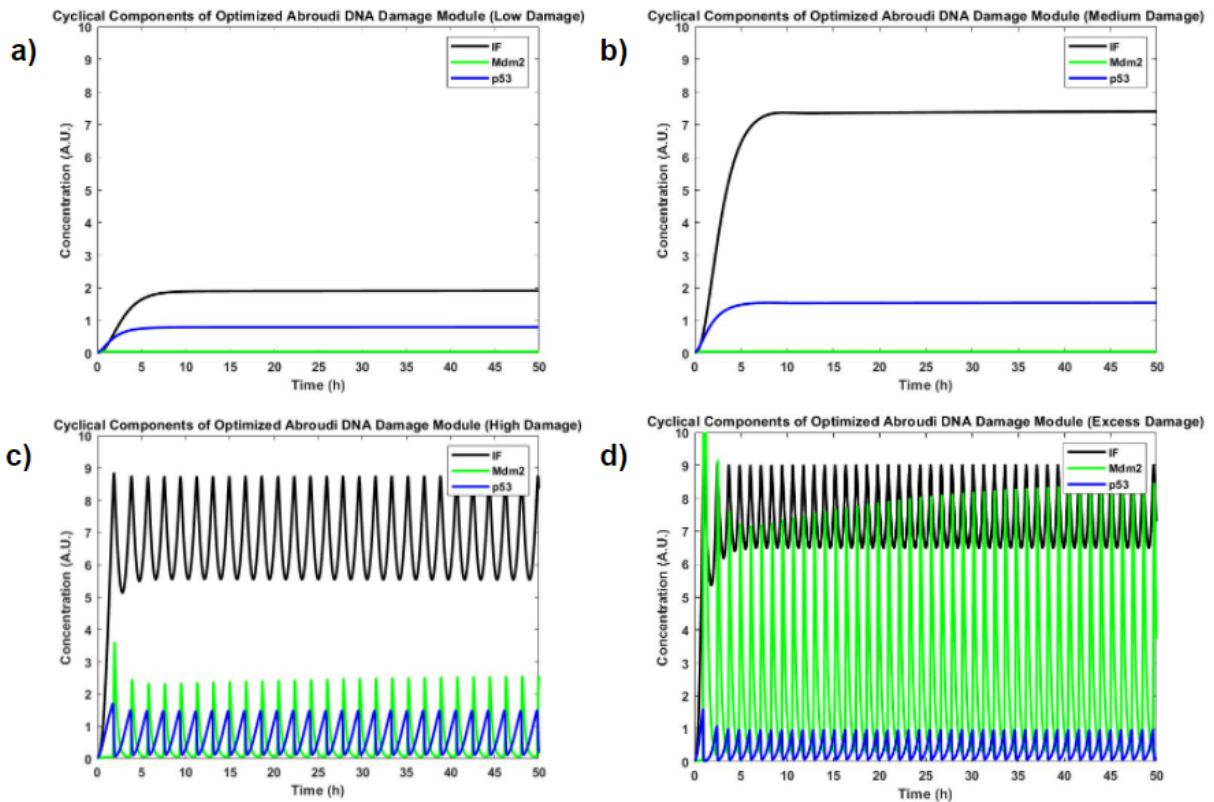 a)
Cyclical Components of Optimized Abroudi DNA Damage Module (Low Damage)
IF
Mdm2
p53
Concentration (A.U.)
10
9
8
7
6
5
4
3
2
1
0
0 5 10 15 20 25 30 35 40 45 50
Time (h)
b)
Cyclical Components of Optimized Abroudi DNA Damage Module (Medium Damage)
IF
Mdm2
p53
Concentration (A.U.)
10
9
8
7
6
5
4
3
2
1
0
0 5 10 15 20 25 30 35 40 45 50
Time (h)
c)
Cyclical Components of Optimized Abroudi DNA Damage Module (High Damage)
IF
Mdm2
p53
Concentration (A.U.)
10
9
8
7
6
5
4
3
2
1
0
0 5 10 15 20 25 30 35 40 45 50
Time (h)
d)
Cyclical Components of Optimized Abroudi DNA Damage Module (Excess Damage)
IF
Mdm2
p53
Concentration (A.U.)
10
9
8
7
6
5
4
3
2
1
0
0 5 10 15 20 25 30 35 40 45 50
Time (h)